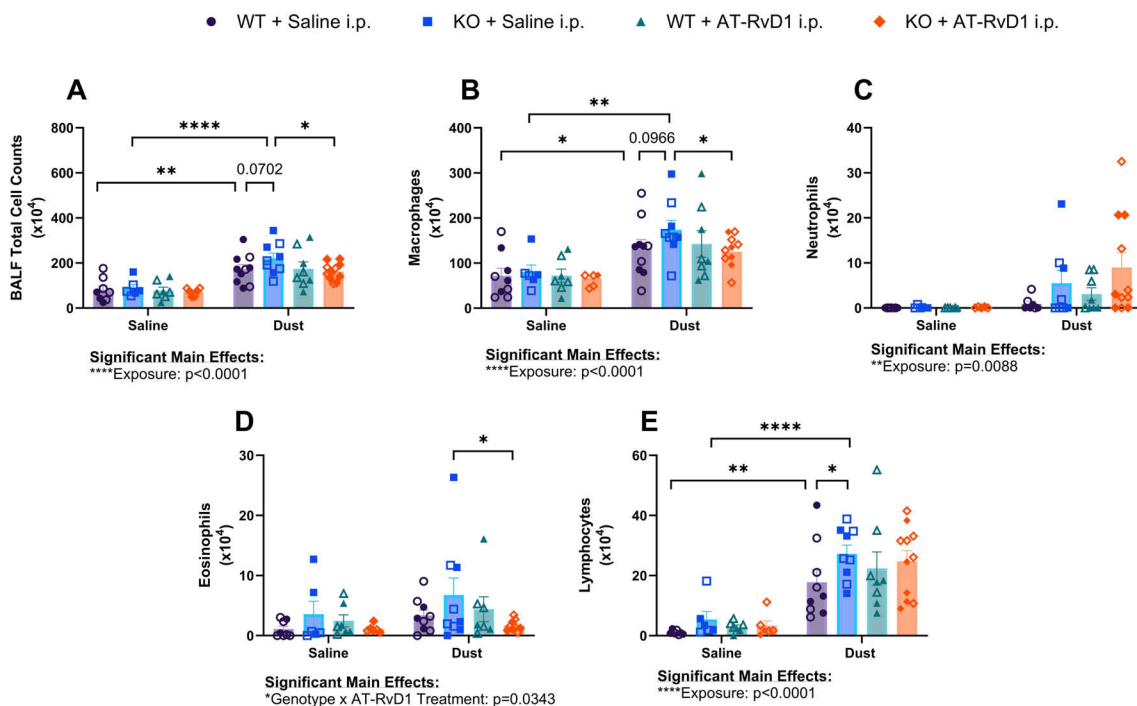 WT + Saline i.p. KO + Saline i.p. WT + AT-RvD1 i.p. KO + AT-RvD1 i.p.
A
BALF Total Cell Counts
(x10⁴)
800
600
400
200
0
****
*
**
0.0702
Saline Dust
Significant Main Effects:
****Exposure: p<0.0001
B
Macrophages
(x10⁴)
400
300
200
100
0
**
*
0.0966
*
Saline Dust
Significant Main Effects:
****Exposure: p<0.0001
C
Neutrophils
(x10⁴)
40
30
20
10
0
Saline Dust
Significant Main Effects:
**Exposure: p=0.0088
D
Eosinophils
(x10⁴)
30
20
10
0
*
Saline Dust
Significant Main Effects:
*Genotype x AT-RvD1 Treatment: p=0.0343
E
Lymphocytes
(x10⁴)
60
40
20
0
****
**
*
Saline Dust
Significant Main Effects:
****Exposure: p<0.0001